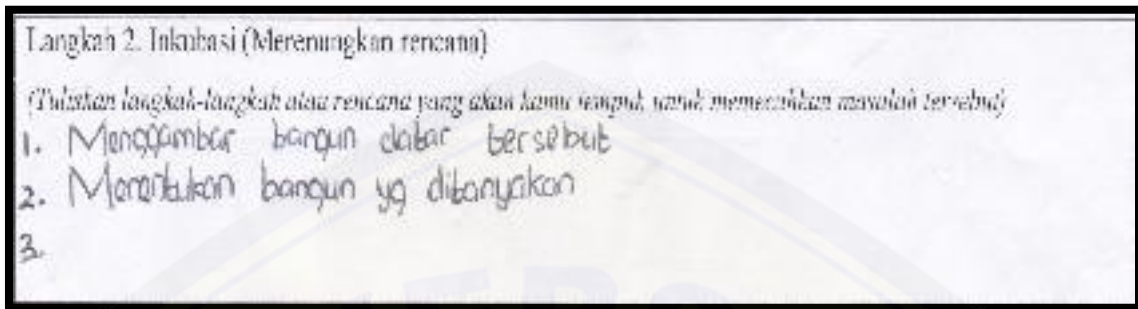 Langkah 2. Inkubasi (Merenungkan rencana)
(Tuliskan langkah-langkah atau rencana yang akan kamu tempuh untuk memecahkan masalah tersebut)
1. Menggambar bangun datar tersebut
2. Menentukan bangun yg ditanyakan
3.